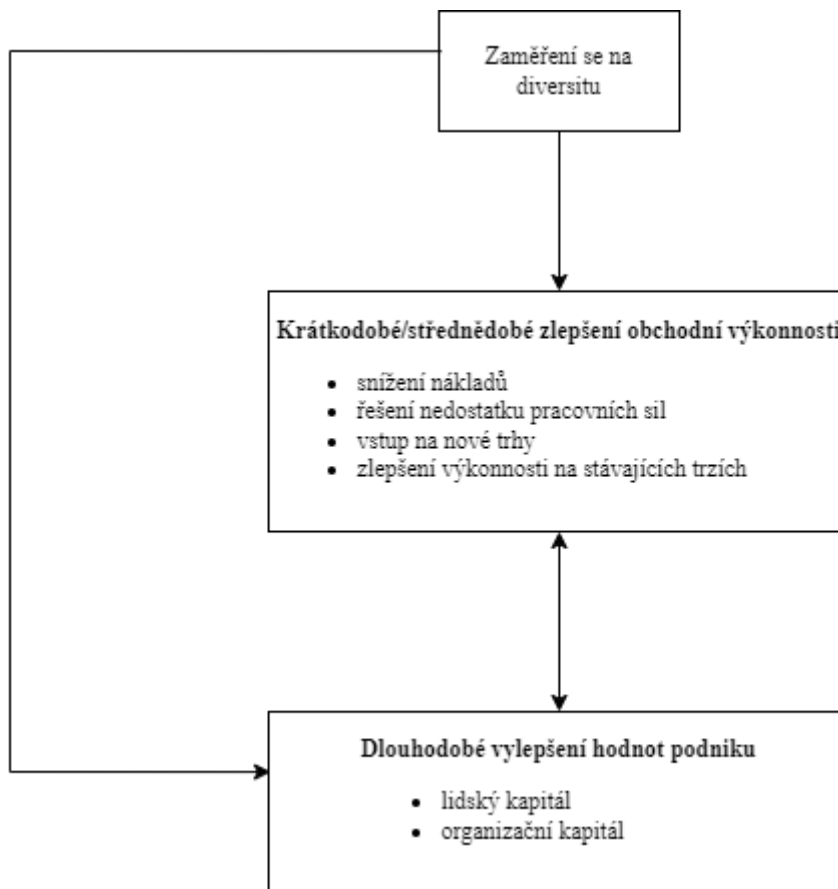 Zaměření se na
diversitu
Krátkodobé/střednědobé zlepšení obchodní výkonnosti
snížení nákladů
řešení nedostatku pracovních sil
vstup na nové trhy
zlepšení výkonnosti na stávajících trzích
Dlouhodobé vylepšení hodnot podniku
lidský kapitál
organizační kapitál